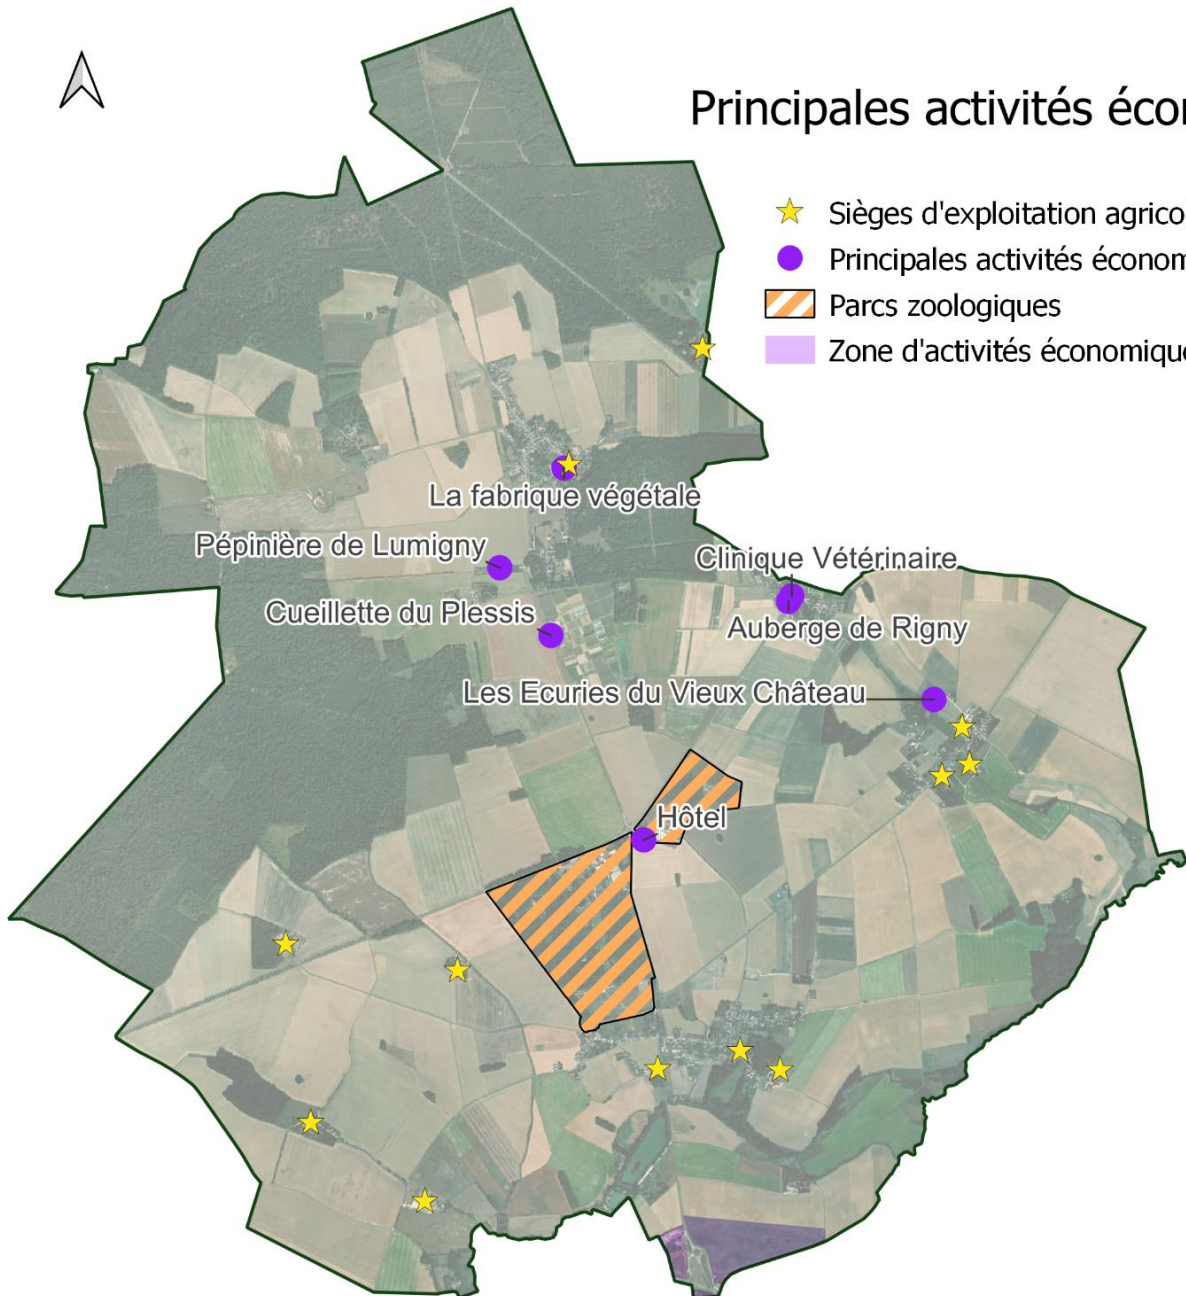 Principales activités écon
Sièges d'exploitation agrico
Principales activités économ
Parcs zoologiques
Zone d'activités économique
La fabrique végétale
Pépinière de Lumigny
Clinique Vétérinaire
Cueillette du Plessis
Auberge de Rigny
Les Ecuries du Vieux Château
Hôtel